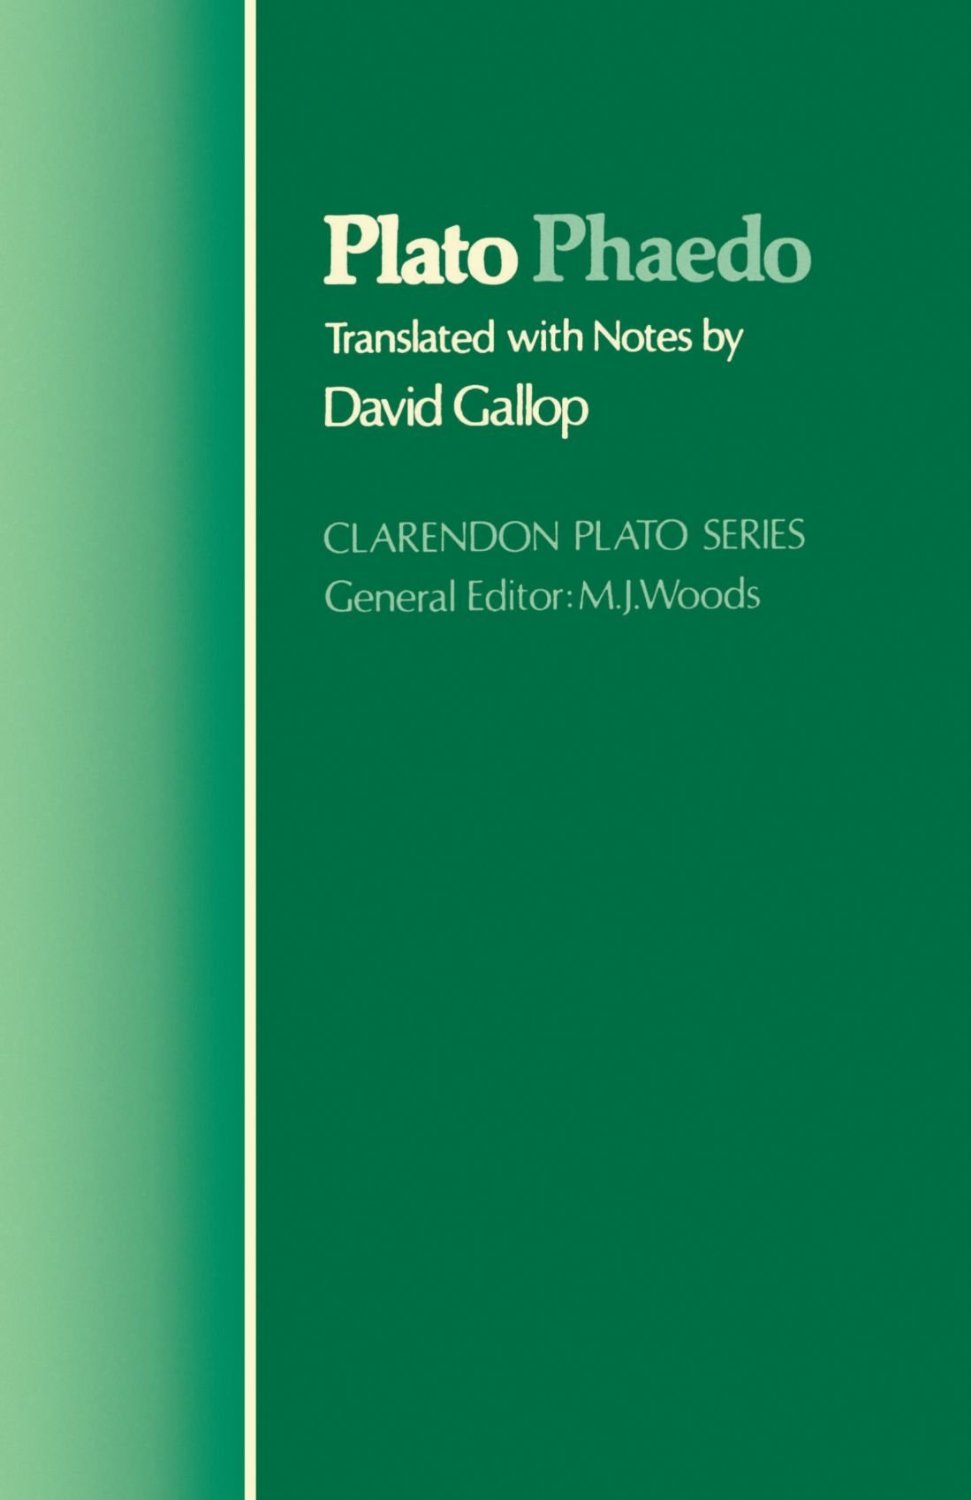 Plato Phaedo
Translated with Notes by
David Gallop
CLARENDON PLATO SERIES
General Editor: M.J.Woods